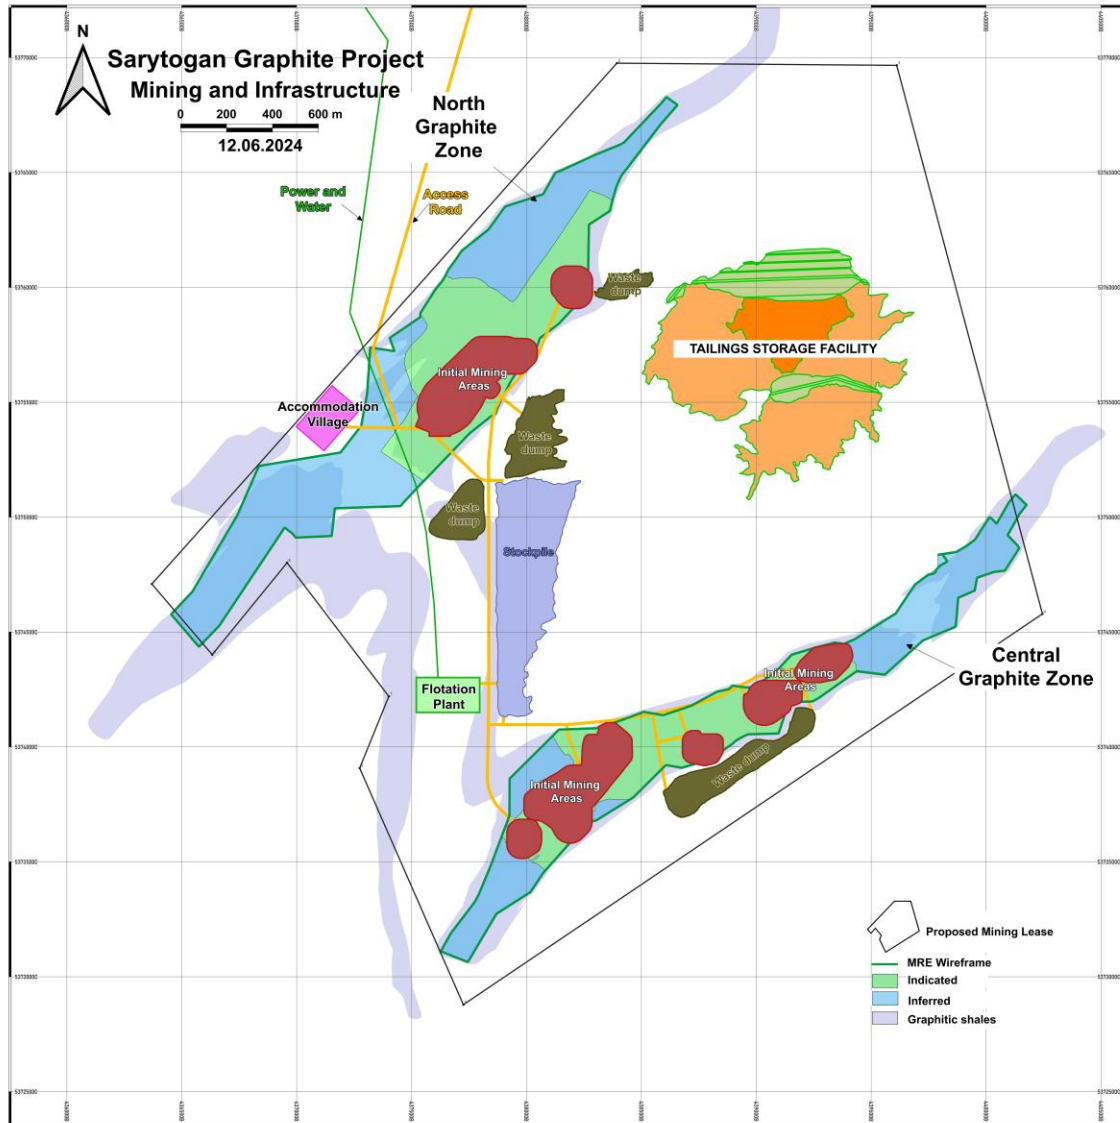 N
Sarytogan Graphite Project
Mining and Infrastructure
0 200 400 600 m
12.06.2024
North
Graphite
Zone
Power and
Water
Access
Road
Waste
dump
TAILINGS STORAGE FACILITY
Initial Mining
Areas
Accommodation
Village
Waste
dump
Waste
dump
Stockpile
Initial Mining
Areas
Central
Graphite Zone
Flotation
Plant
Waste dump
Initial Mining
Areas
Proposed Mining Lease
MRE Wireframe
Indicated
Inferred
Graphitic shales